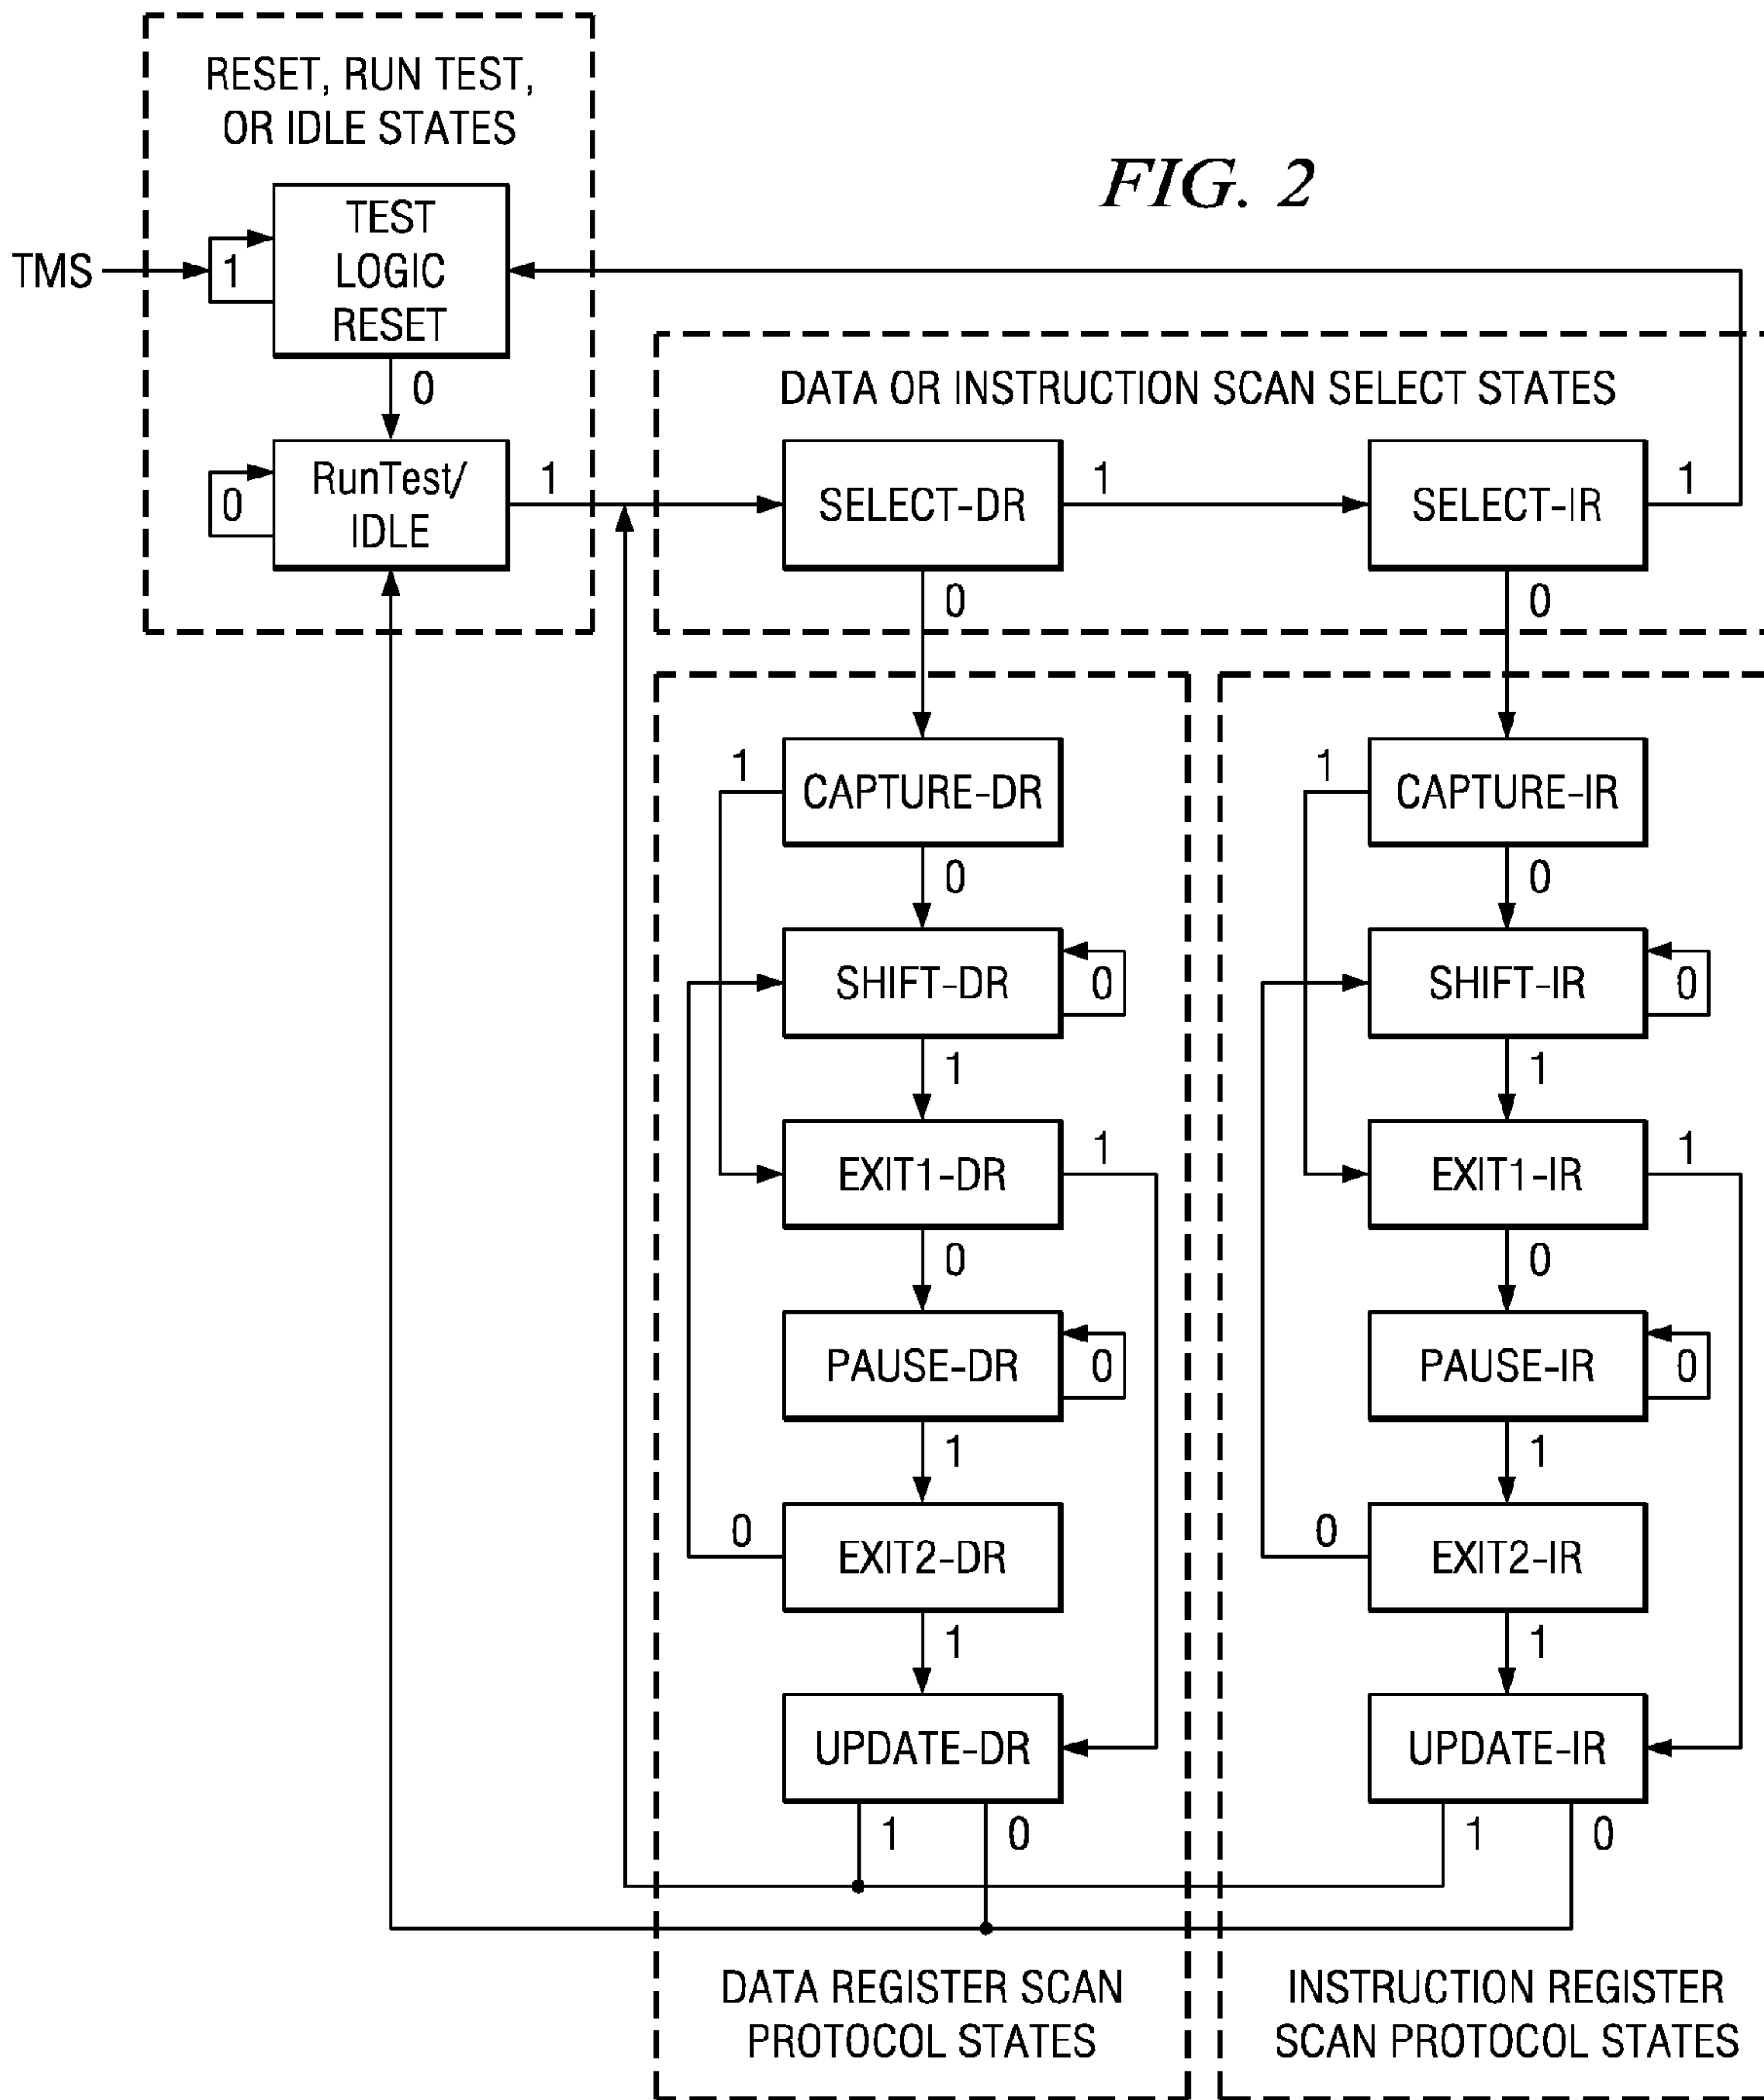 RESET, RUN TEST,
OR IDLE STATES
FIG. 2
TEST
LOGIC
RESET
TMS
1
0
DATA OR INSTRUCTION SCAN SELECT STATES
RunTest/
IDLE
0
1
SELECT-DR
1
SELECT-IR
1
0
0
1
CAPTURE-DR
0
SHIFT-DR
0
1
EXIT1-DR
1
0
PAUSE-DR
0
1
0
EXIT2-DR
1
UPDATE-DR
1
0
DATA REGISTER SCAN
PROTOCOL STATES
1
CAPTURE-IR
0
SHIFT-IR
0
1
EXIT1-IR
1
0
PAUSE-IR
0
1
0
EXIT2-IR
1
UPDATE-IR
1
0
INSTRUCTION REGISTER
SCAN PROTOCOL STATES